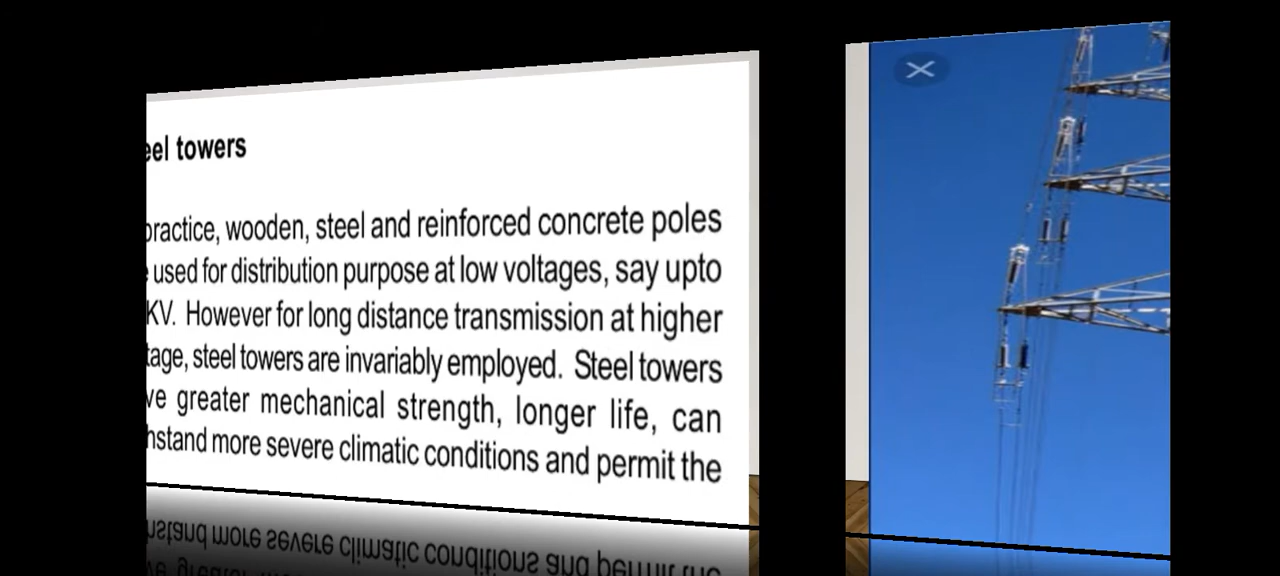 eel towers
practice, wooden, steel and reinforced concrete poles
used for distribution purpose at low voltages, say upto
KV. However for long distance transmission at higher
tage, steel towers are invariably employed. Steel towers
ve greater mechanical strength, longer life, can
hstand more severe climatic conditions and permit the